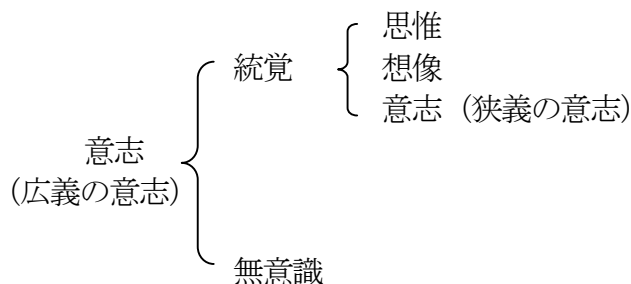 思惟
統覚
想像
意志（狭義の意志）
意志
（広義の意志）
無意識